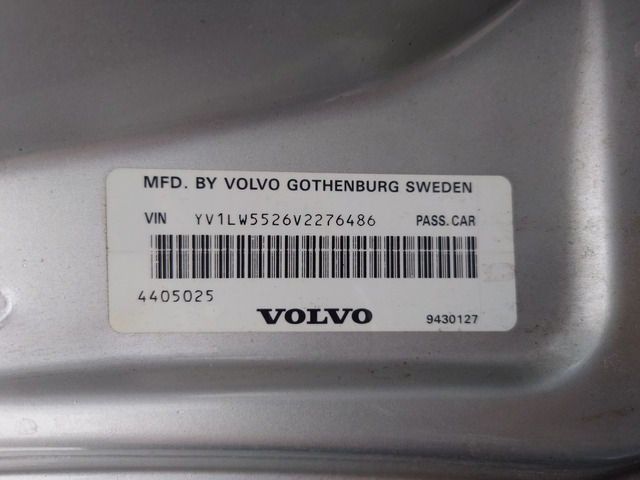 MFD. BY VOLVO GOTHENBURG SWEDEN
VIN YV1LW5526V2276486 PASS. CAR
4405025
VOLVO 9430127